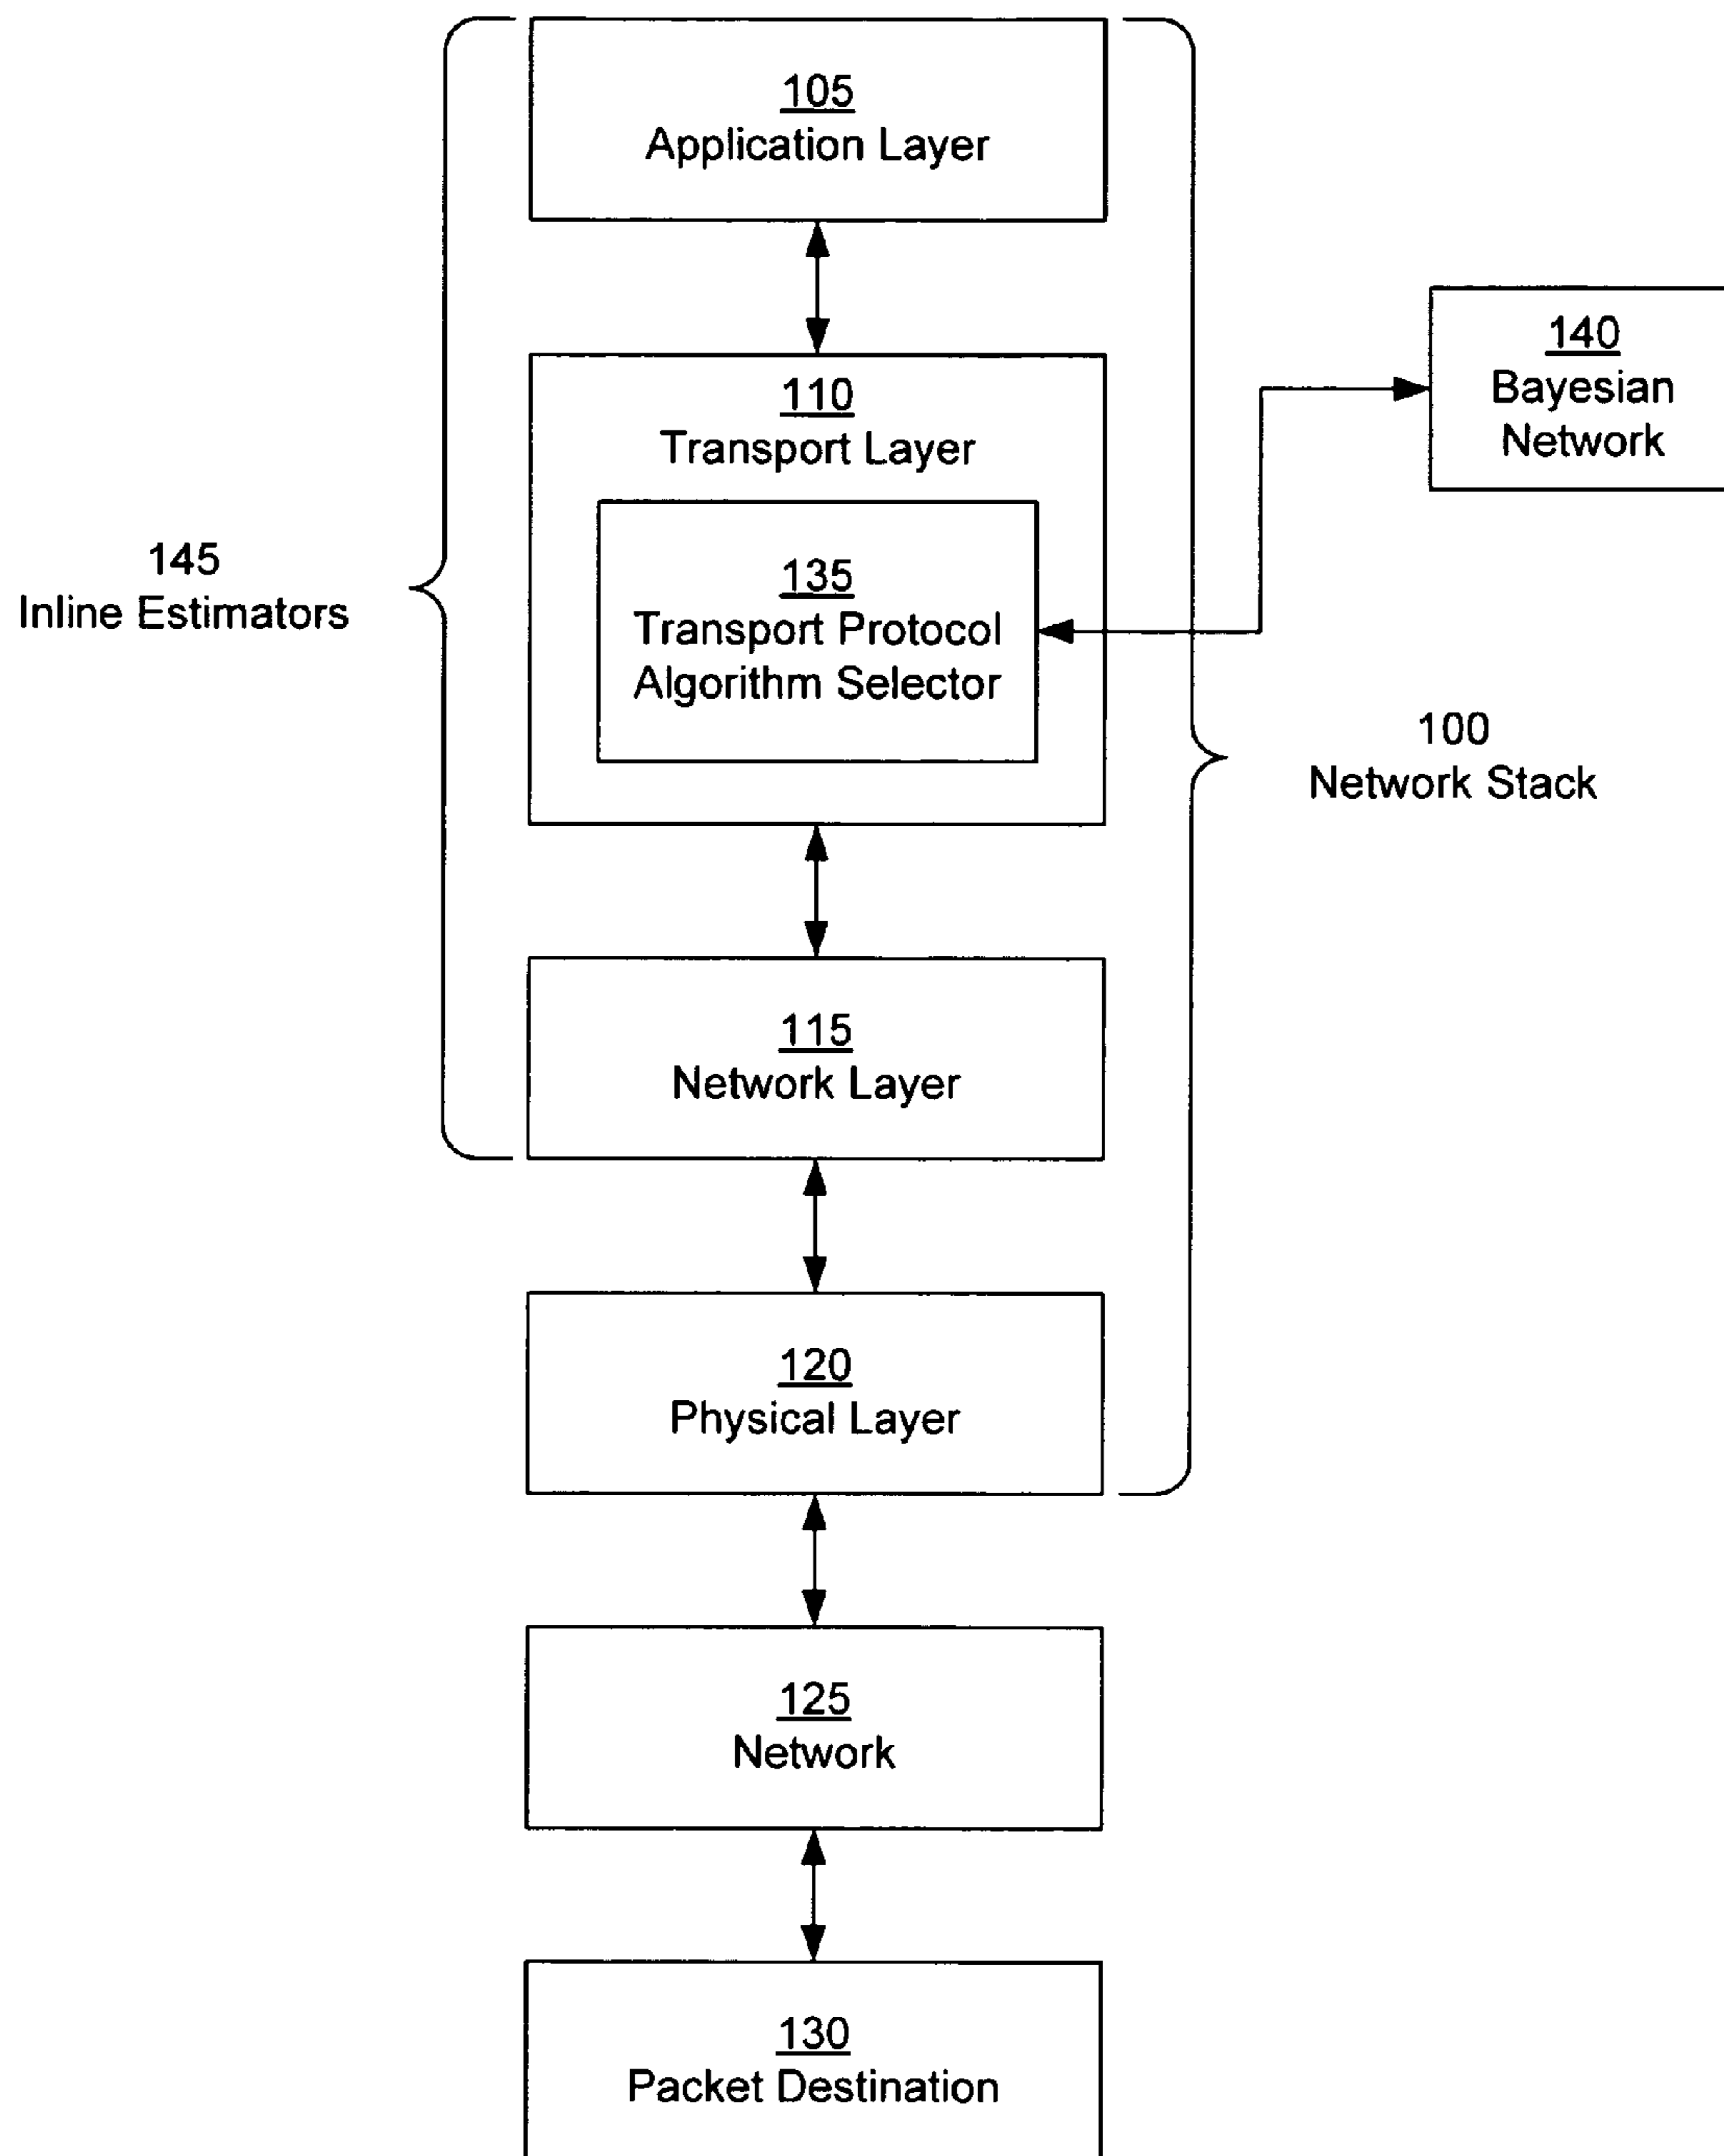 105
Application Layer
110
Transport Layer
135
Transport Protocol
Algorithm Selector
140
Bayesian
Network
145
Inline Estimators
100
Network Stack
115
Network Layer
120
Physical Layer
125
Network
130
Packet Destination